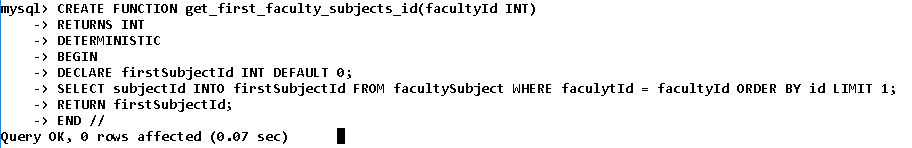 mysql> CREATE FUNCTION get_first_faculty_subjects_id(facultyId INT)
    -> RETURNS INT
    -> DETERMINISTIC
    -> BEGIN
    -> DECLARE firstSubjectId INT DEFAULT 0;
    -> SELECT subjectId INTO firstSubjectId FROM facultySubject WHERE faculytId = facultyId ORDER BY id LIMIT 1;
    -> RETURN firstSubjectId;
    -> END //
Query OK, 0 rows affected (0.07 sec)